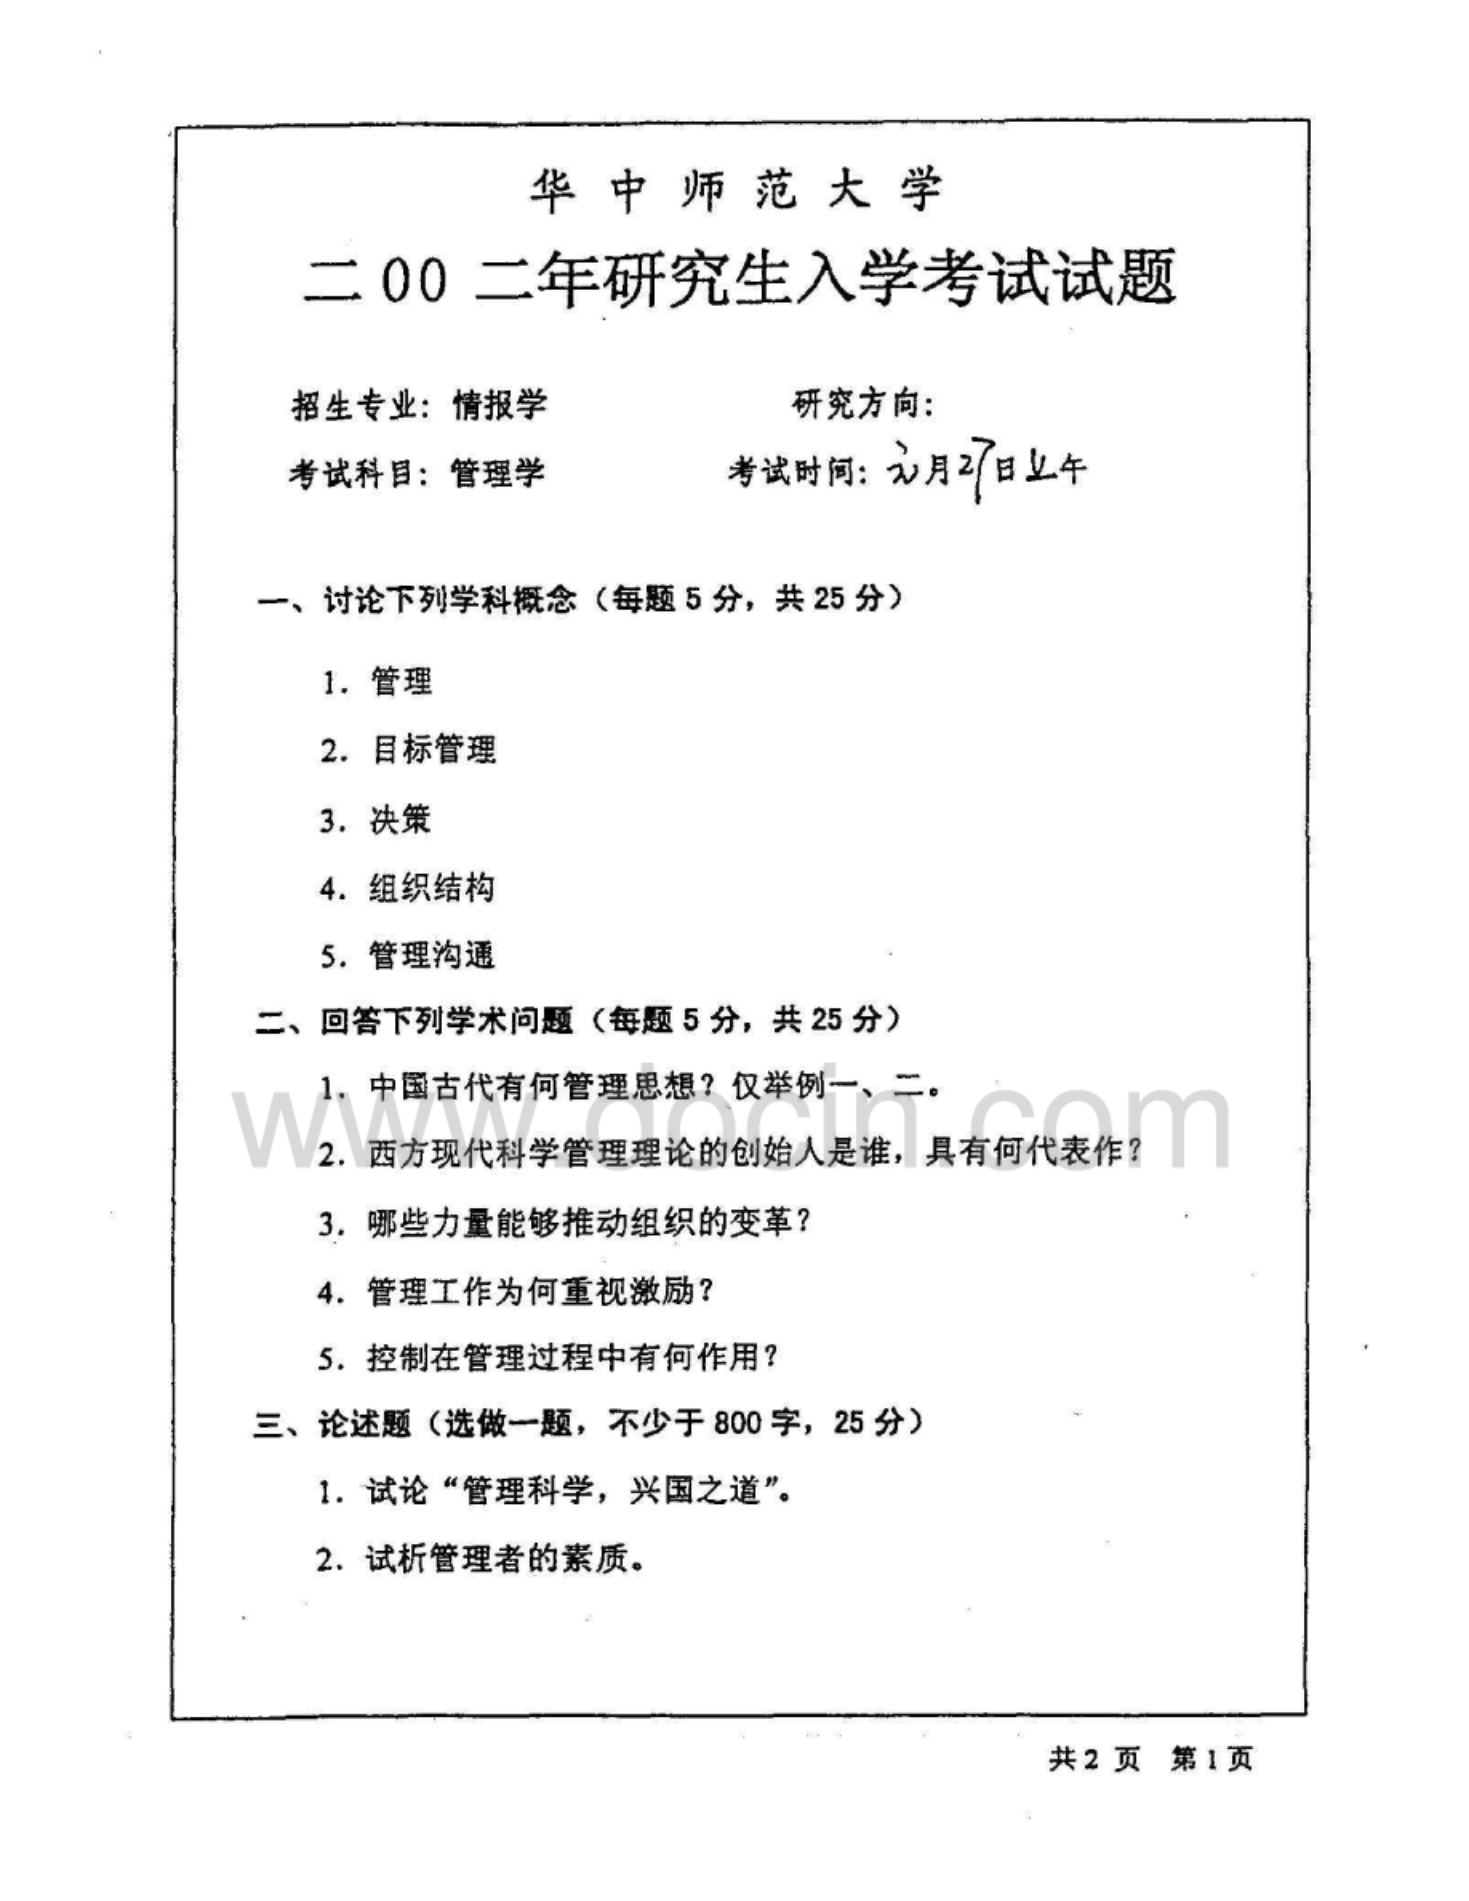 华中师范大学
二00二年研究生入学考试试题
招生专业：情报学 研究方向：
考试科目：管理学 考试时间：元月27日上午
一、讨论下列学科概念（每题5分，共25分）
1. 管理
2. 目标管理
3. 决策
4. 组织结构
5. 管理沟通
二、回答下列学术问题（每题5分，共25分）
1. 中国古代有何管理思想？仅举例一、二。
www.docin.com
2. 西方现代科学管理理论的创始人是谁，具有何代表作？
3. 哪些力量能够推动组织的变革？
4. 管理工作为何重视激励？
5. 控制在管理过程中有何作用？
三、论述题（选做一题，不少于800字，25分）
1. 试论“管理科学，兴国之道”。
2. 试析管理者的素质。
共2页 第1页